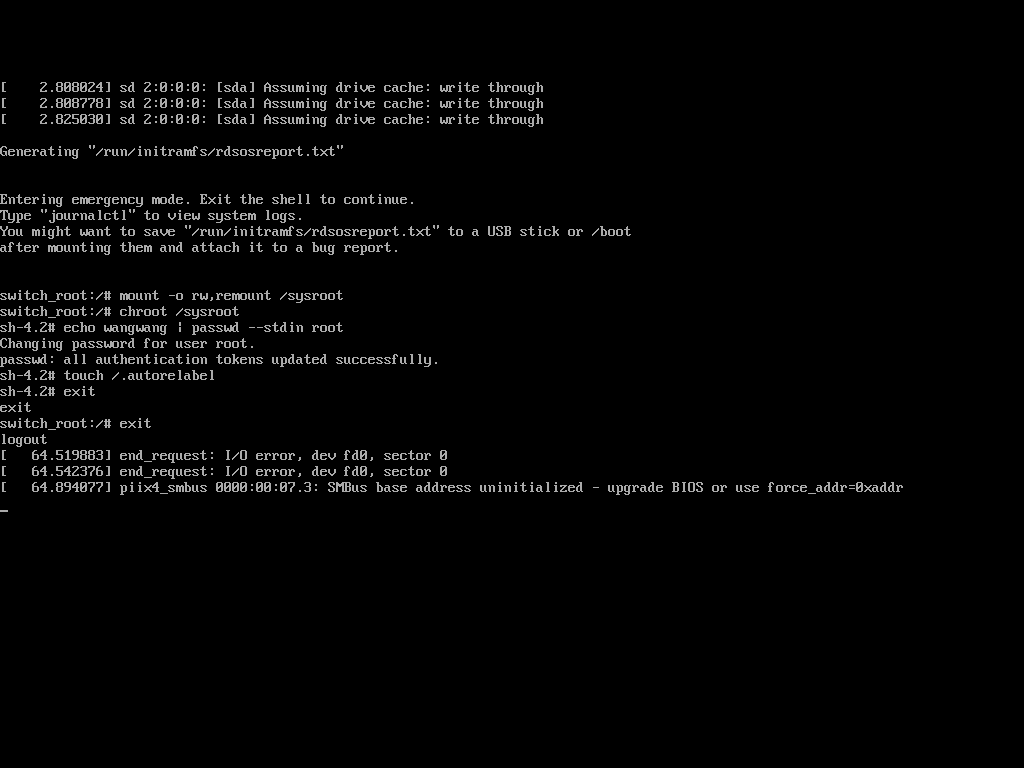 [    2.808024] sd 2:0:0:0: [sda] Assuming drive cache: write through
[    2.808778] sd 2:0:0:0: [sda] Assuming drive cache: write through
[    2.825030] sd 2:0:0:0: [sda] Assuming drive cache: write through
Generating "/run/initramfs/rdsosreport.txt"
Entering emergency mode. Exit the shell to continue.
Type "journalctl" to view system logs.
You might want to save "/run/initramfs/rdsosreport.txt" to a USB stick or /boot
after mounting them and attach it to a bug report.
switch_root:/# mount -o rw,remount /sysroot
switch_root:/# chroot /sysroot
sh-4.2# echo wangwang | passwd --stdin root
Changing password for user root.
passwd: all authentication tokens updated successfully.
sh-4.2# touch /.autorelabel
sh-4.2# exit
exit
switch_root:/# exit
logout
[   64.519883] end_request: I/O error, dev fd0, sector 0
[   64.542376] end_request: I/O error, dev fd0, sector 0
[   64.894077] piix4_smbus 0000:00:07.3: SMBus base address uninitialized - upgrade BIOS or use force_addr=0xaddr